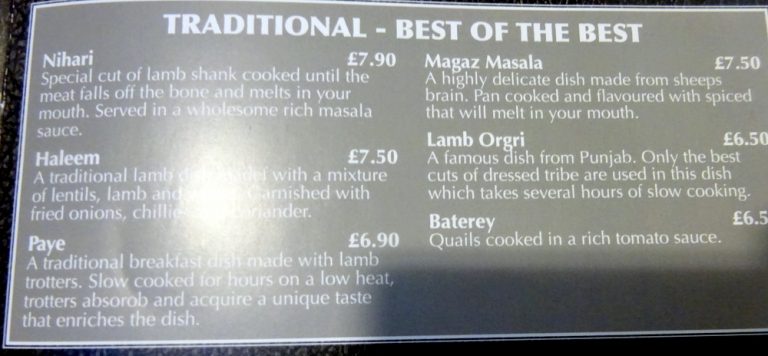 TRADITIONAL - BEST OF THE BEST
Nihari £7.90
Special cut of lamb shank cooked until the
meat falls off the bone and melts in your
mouth. Served in a wholesome rich masala
sauce.
Haleem £7.50
A traditional lamb with a mixture
of lentils, lamb and Garnished with
fried onions, chillie coriander.
Paye £6.90
A traditional breakfast dish made with lamb
trotters. Slow cooked for hours on a low heat,
trotters absorob and acquire a unique taste
that enriches the dish.
Magaz Masala £7.50
A highly delicate dish made from sheeps
brain. Pan cooked and flavoured with spiced
that will melt in your mouth.
Lamb Orgri £6.50
A famous dish from Punjab. Only the best
cuts of dressed tribe are used in this dish
which takes several hours of slow cooking.
Baterey £6.5
Quails cooked in a rich tomato sauce.